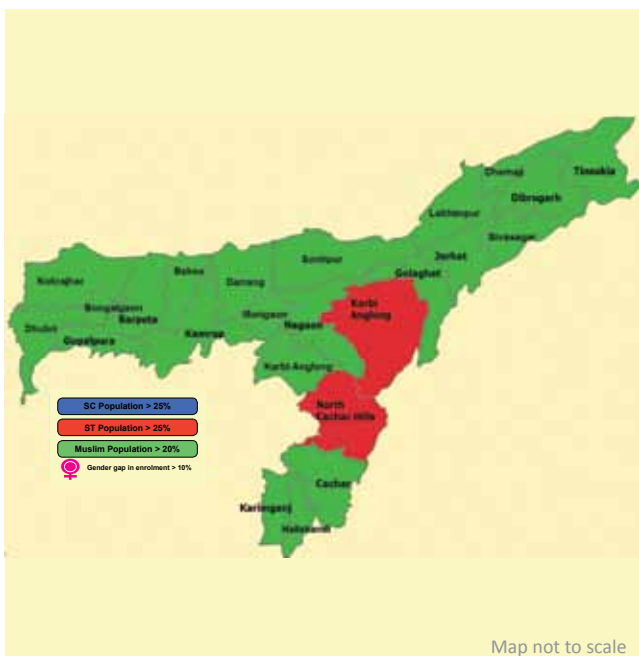 Dhemaji
Tinsukia
Dibrugarh
Lakhimpur
Sivasagar
Jorhat
Sonitpur
Golaghat
Baksa
Darrang
Kokrajhar
Karbi
Anglong
Bongaigaon
Barpeta
Morigaon
Nagaon
Dhubri
Goalpara
Kamrup
Karbi Anglong
North
Cachar Hills
SC Population > 25%
ST Population > 25%
Muslim Population > 20%
Gender gap in enrolment > 10%
Cachar
Karimganj
Hailakandi
Map not to scale